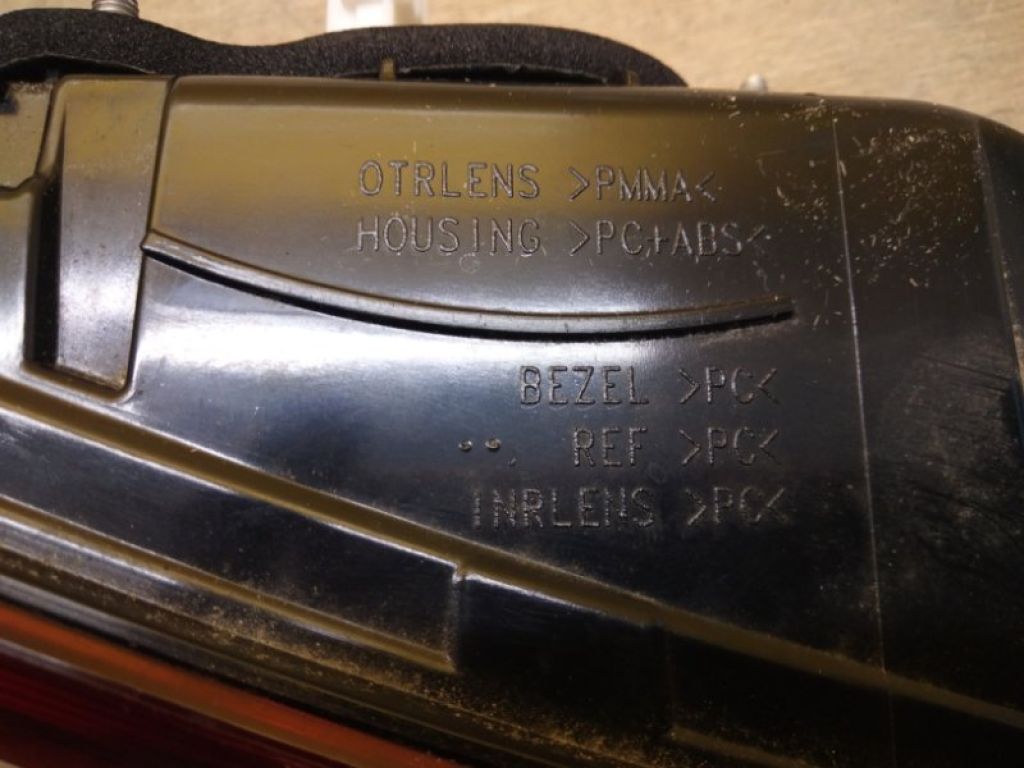 OTRLENS >PMMA<
HOUSING >PC+ABS<
BEZEL >PC<
REF >PC<
INRLENS >PC<